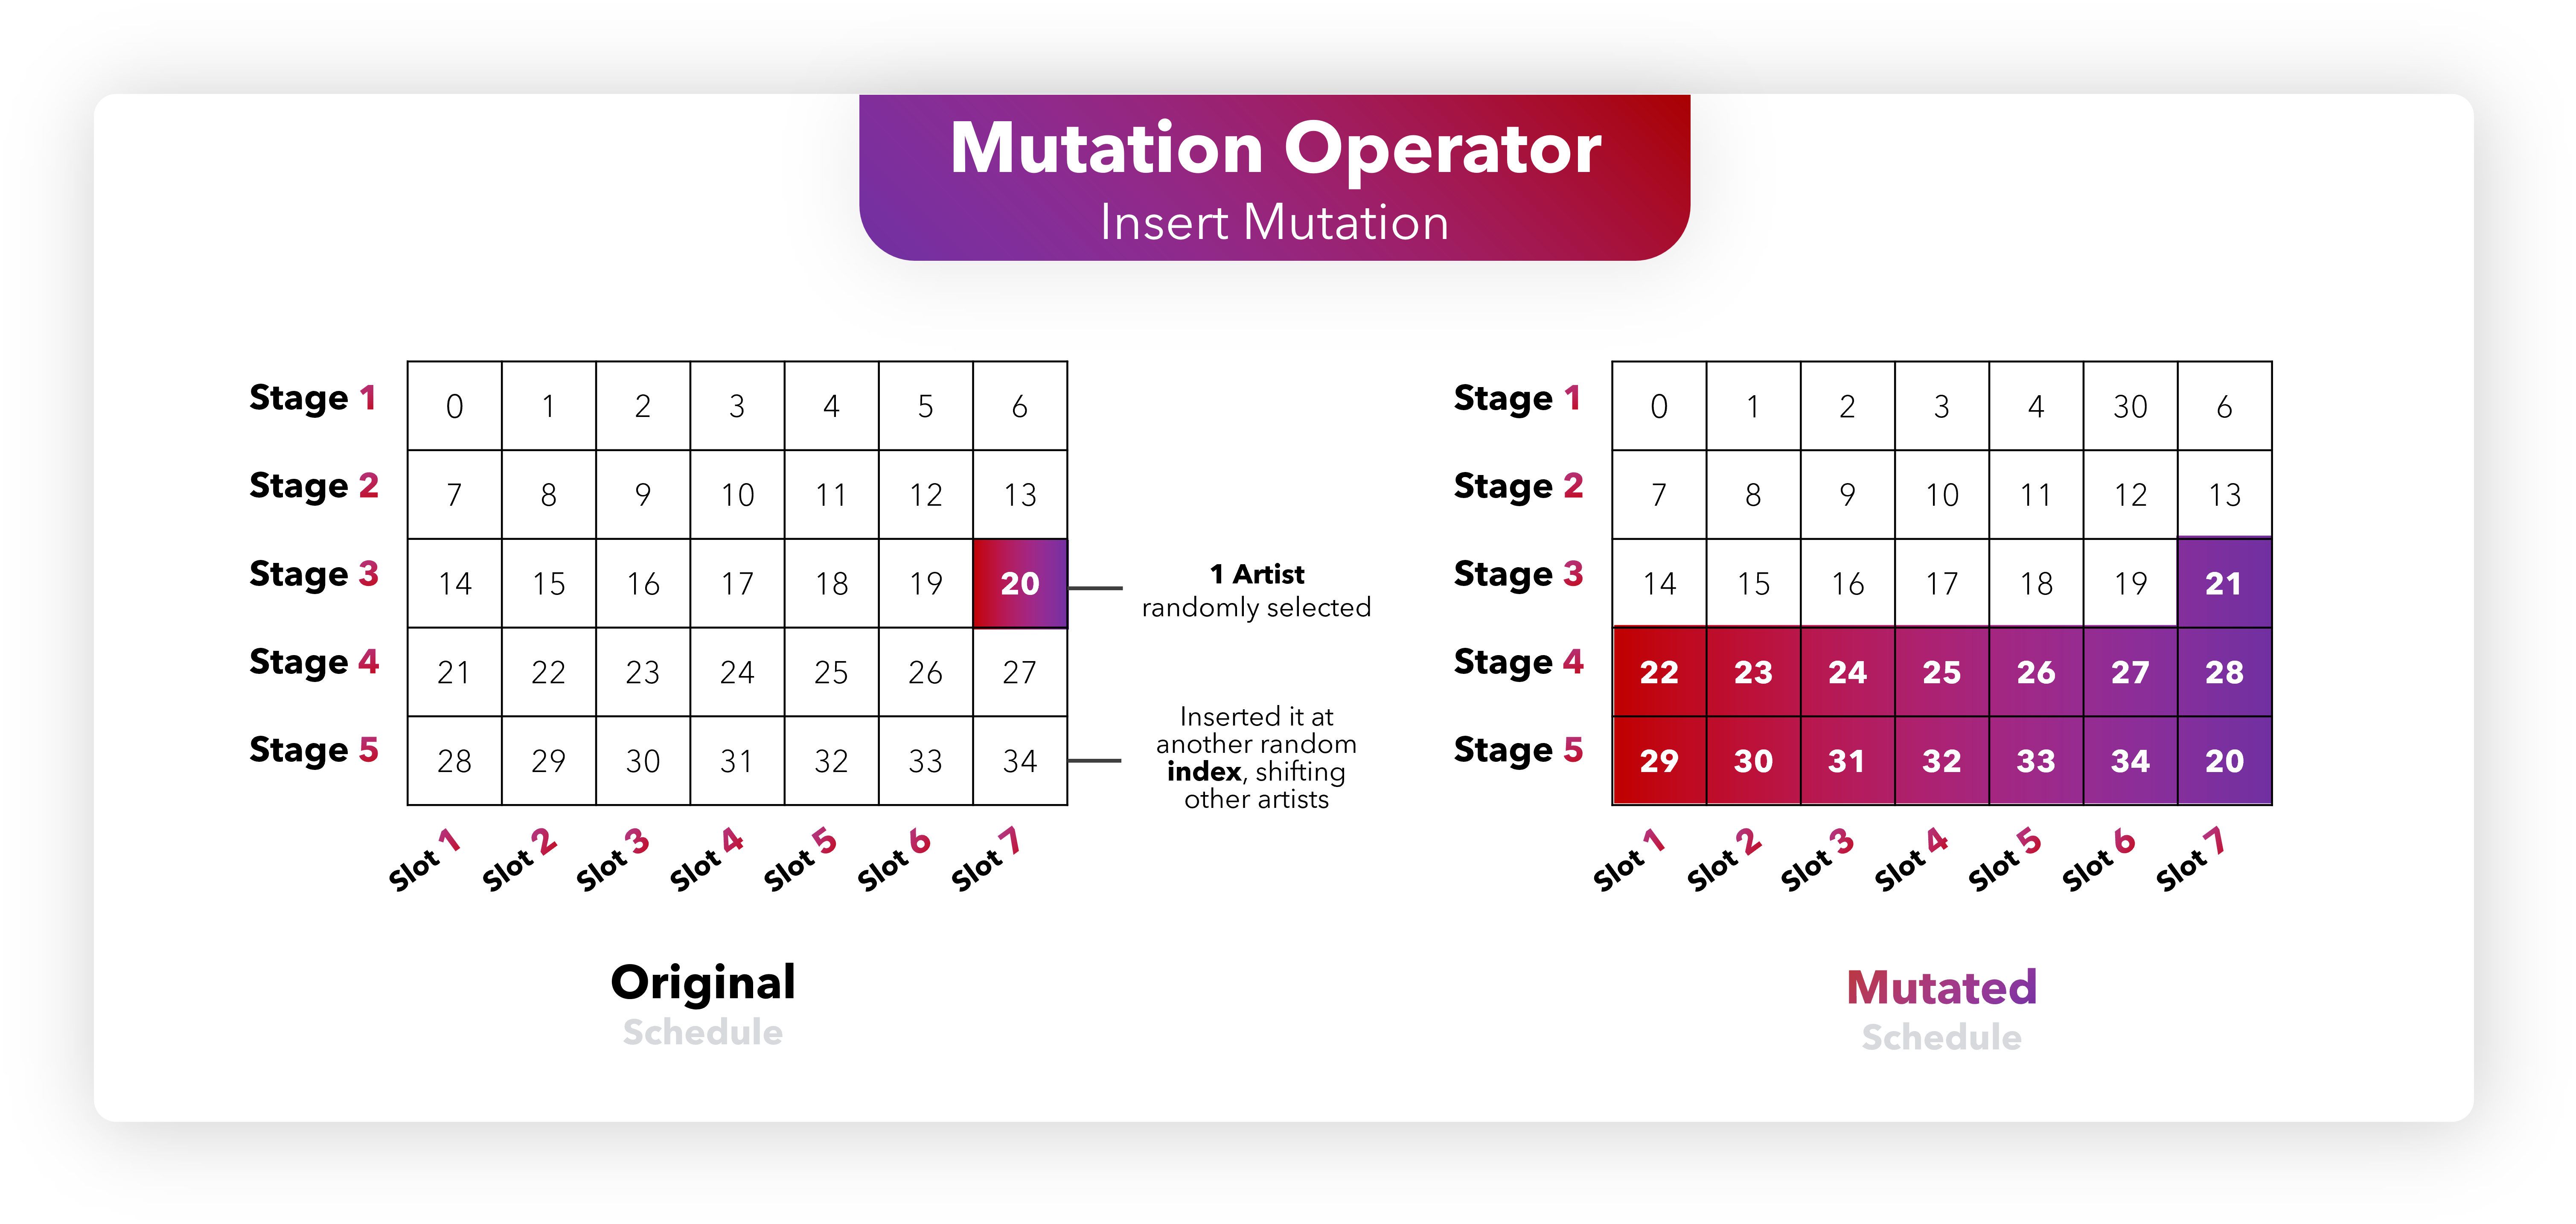 Mutation Operator
Insert Mutation
Stage 1 0 1 2 3 4 5 6
Stage 2 7 8 9 10 11 12 13
Stage 3 14 15 16 17 18 19 20
Stage 4 21 22 23 24 25 26 27
Stage 5 28 29 30 31 32 33 34
Slot 1 Slot 2 Slot 3 Slot 4 Slot 5 Slot 6 Slot 7
Original
Schedule
1 Artist
randomly selected
Inserted it at
another random
index, shifting
other artists
Stage 1 0 1 2 3 4 30 6
Stage 2 7 8 9 10 11 12 13
Stage 3 14 15 16 17 18 19 21
Stage 4 22 23 24 25 26 27 28
Stage 5 29 30 31 32 33 34 20
Slot 1 Slot 2 Slot 3 Slot 4 Slot 5 Slot 6 Slot 7
Mutated
Schedule